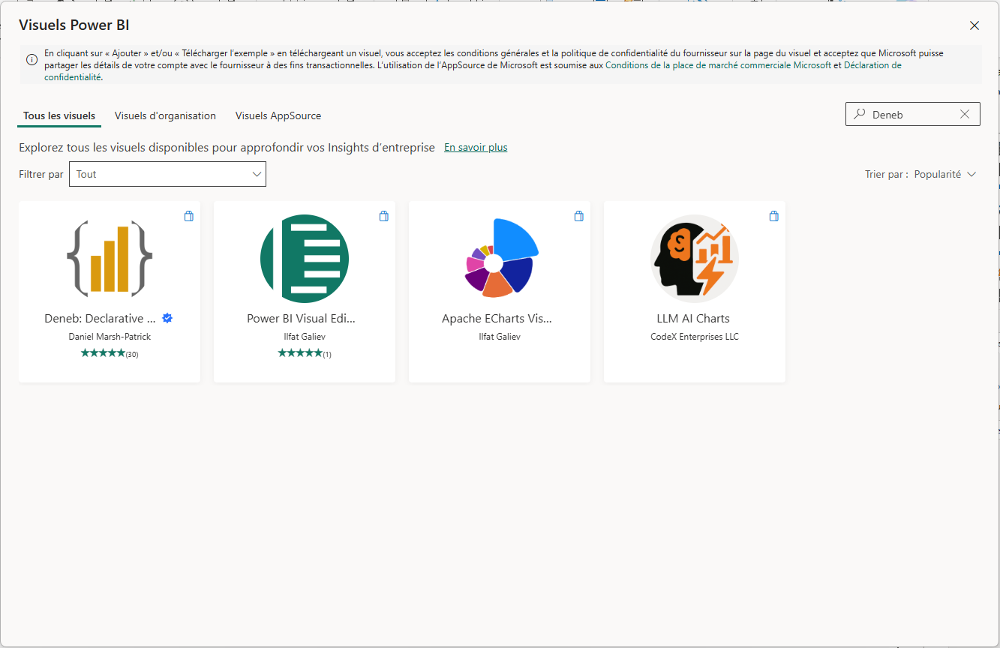 Visuels Power BI
En cliquant sur « Ajouter » et/ou « Télécharger l’exemple » en téléchargeant un visuel, vous acceptez les conditions générales et la politique de confidentialité du fournisseur sur la page du visuel et acceptez que Microsoft puisse
partager les détails de votre compte avec le fournisseur à des fins transactionnelles. L’utilisation de l’AppSource de Microsoft est soumise aux Conditions de la place de marché commerciale Microsoft et Déclaration de
confidentialité.
Tous les visuels Visuels d'organisation Visuels AppSource
Deneb
Explorez tous les visuels disponibles pour approfondir vos Insights d’entreprise En savoir plus
Filtrer par Tout
Trier par : Popularité
Deneb: Declarative ...
Daniel Marsh-Patrick
(30)
Power BI Visual Edi...
Ilfat Galiev
(1)
Apache ECharts Vis...
Ilfat Galiev
LLM AI Charts
CodeX Enterprises LLC